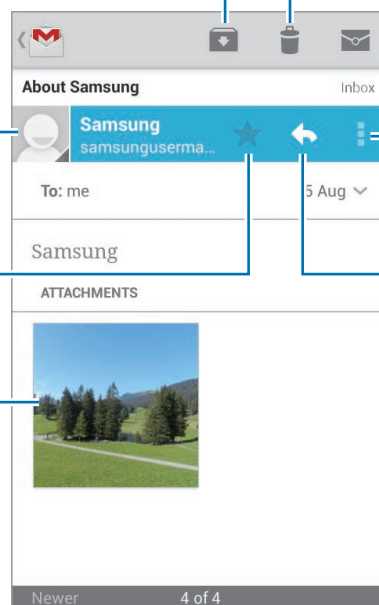 About Samsung Inbox
Samsung
samsunguserma...
To: me 5 Aug
Samsung
ATTACHMENTS
Newer 4 of 4